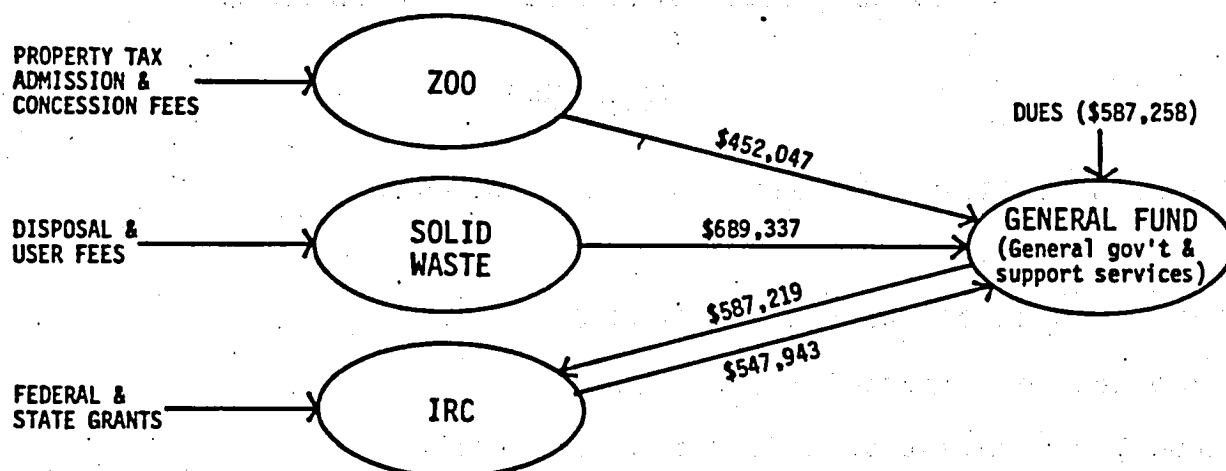 PROPERTY TAX
ADMISSION &
CONCESSION FEES
ZOO
$452,047
DUES ($587,258)
DISPOSAL &
USER FEES
SOLID
WASTE
$689,337
GENERAL FUND
(General gov't &
support services)
$587,219
$547,943
FEDERAL &
STATE GRANTS
IRC